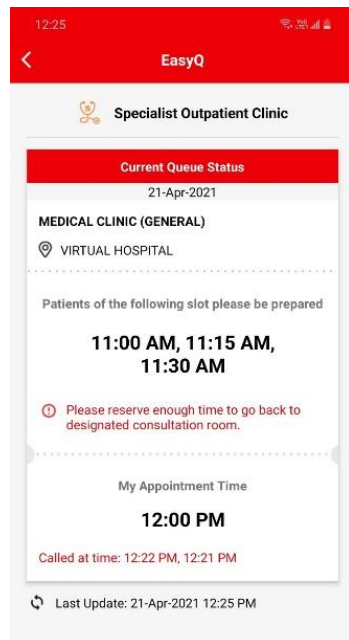 12:25
EasyQ
Specialist Outpatient Clinic
Current Queue Status
21-Apr-2021
MEDICAL CLINIC (GENERAL)
VIRTUAL HOSPITAL
Patients of the following slot please be prepared
11:00 AM, 11:15 AM,
11:30 AM
Please reserve enough time to go back to
designated consultation room.
My Appointment Time
12:00 PM
Called at time: 12:22 PM, 12:21 PM
Last Update: 21-Apr-2021 12:25 PM